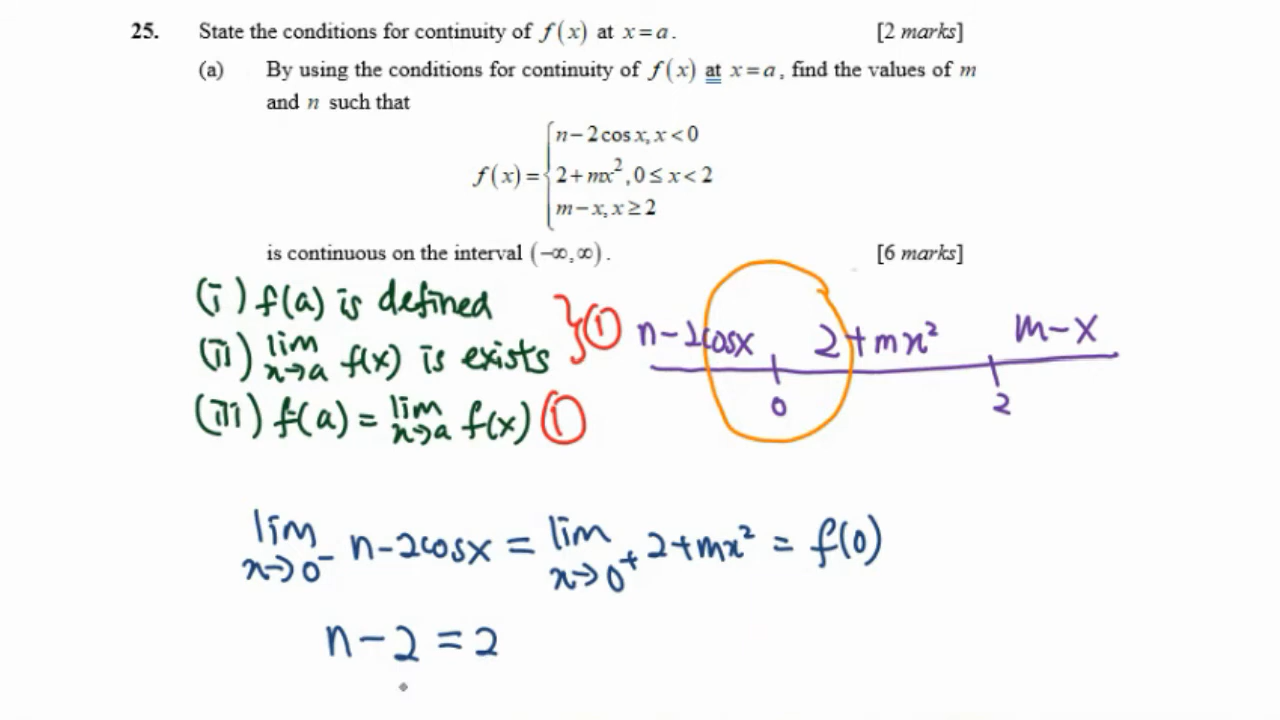 25. State the conditions for continuity of f(x) at x=a. [2 marks]
(a) By using the conditions for continuity of f(x) at x=a, find the values of m
and n such that
f(x) = { n−2cos x, x<0
2+mx², 0≤x<2
m−x, x≥2
is continuous on the interval (−∞,∞). [6 marks]
(i) f(a) is defined
(ii) lim x→a f(x) is exists } ①
(iii) f(a) = lim x→a f(x) ①
n−2cosx 2+mx² m−x
0 2
lim x→0⁻ n−2cosx = lim x→0⁺ 2+mx² = f(0)
n−2 = 2